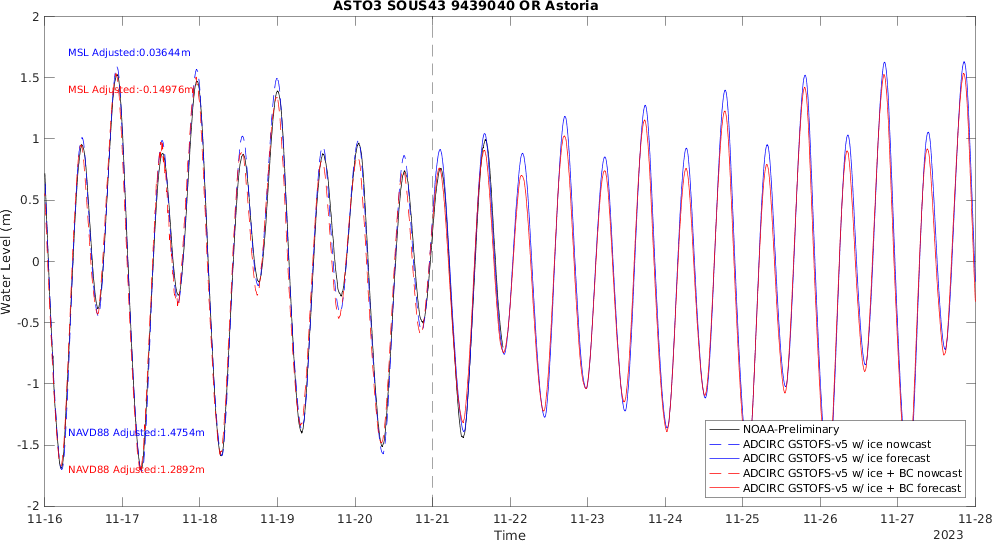 ASTO3 SOUS43 9439040 OR Astoria
MSL Adjusted:0.03644m
MSL Adjusted:-0.14976m
NAVD88 Adjusted:1.4754m
NAVD88 Adjusted:1.2892m
Water Level (m)
2
1.5
1
0.5
0
-0.5
-1
-1.5
-2
NOAA-Preliminary
ADCIRC GSTOFS-v5 w/ ice nowcast
ADCIRC GSTOFS-v5 w/ ice forecast
ADCIRC GSTOFS-v5 w/ ice + BC nowcast
ADCIRC GSTOFS-v5 w/ ice + BC forecast
11-16 11-17 11-18 11-19 11-20 11-21 11-22 11-23 11-24 11-25 11-26 11-27 11-28
Time
2023